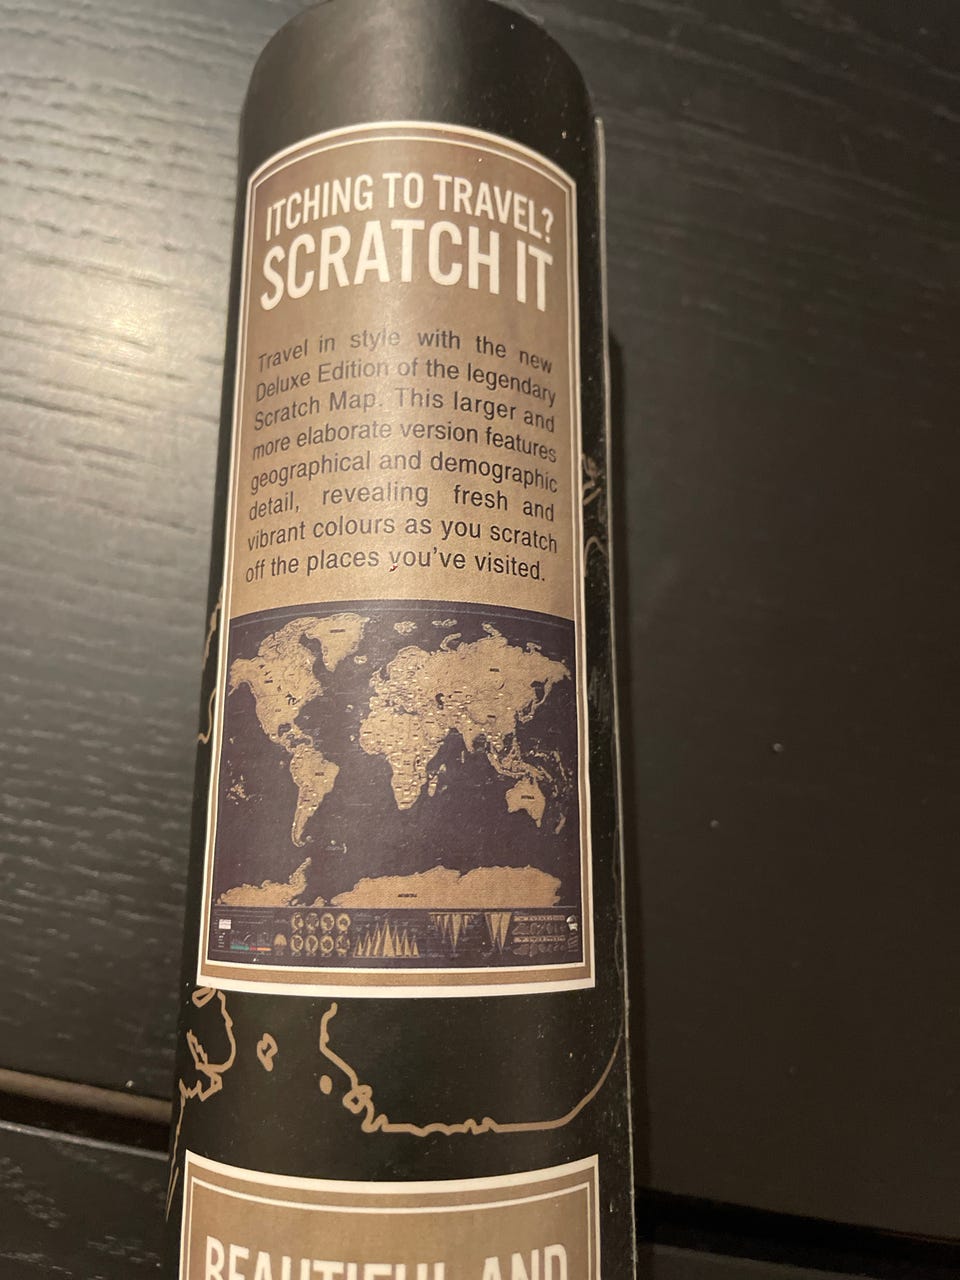 ITCHING TO TRAVEL?
SCRATCH IT
Travel in style with the new
Deluxe Edition of the legendary
Scratch Map. This larger and
more elaborate version features
geographical and demographic
detail, revealing fresh and
vibrant colours as you scratch
off the places you've visited.
BEAUTIFUL AND